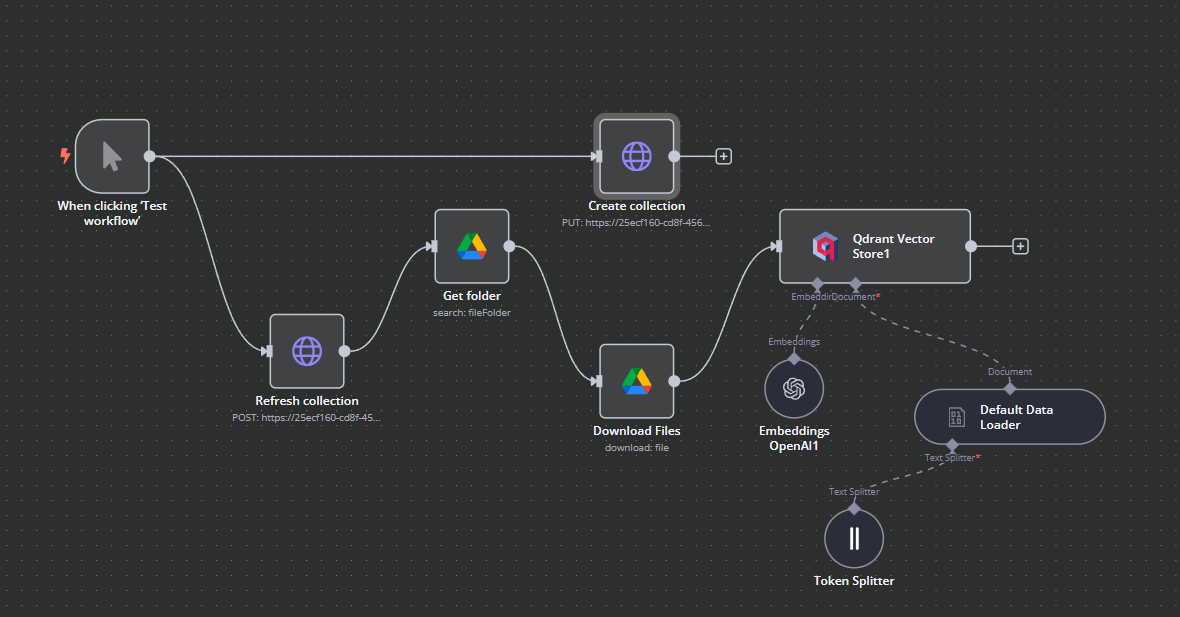 When clicking ‘Test
workflow’
Create collection
PUT: https://25ecf160-cd8f-456...
Get folder
search: fileFolder
Qdrant Vector
Store1
EmbeddirDocument*
Refresh collection
POST: https://25ecf160-cd8f-45...
Download Files
download: file
Embeddings
Embeddings
OpenAI1
Document
Default Data
Loader
Text Splitter*
Text Splitter
Token Splitter